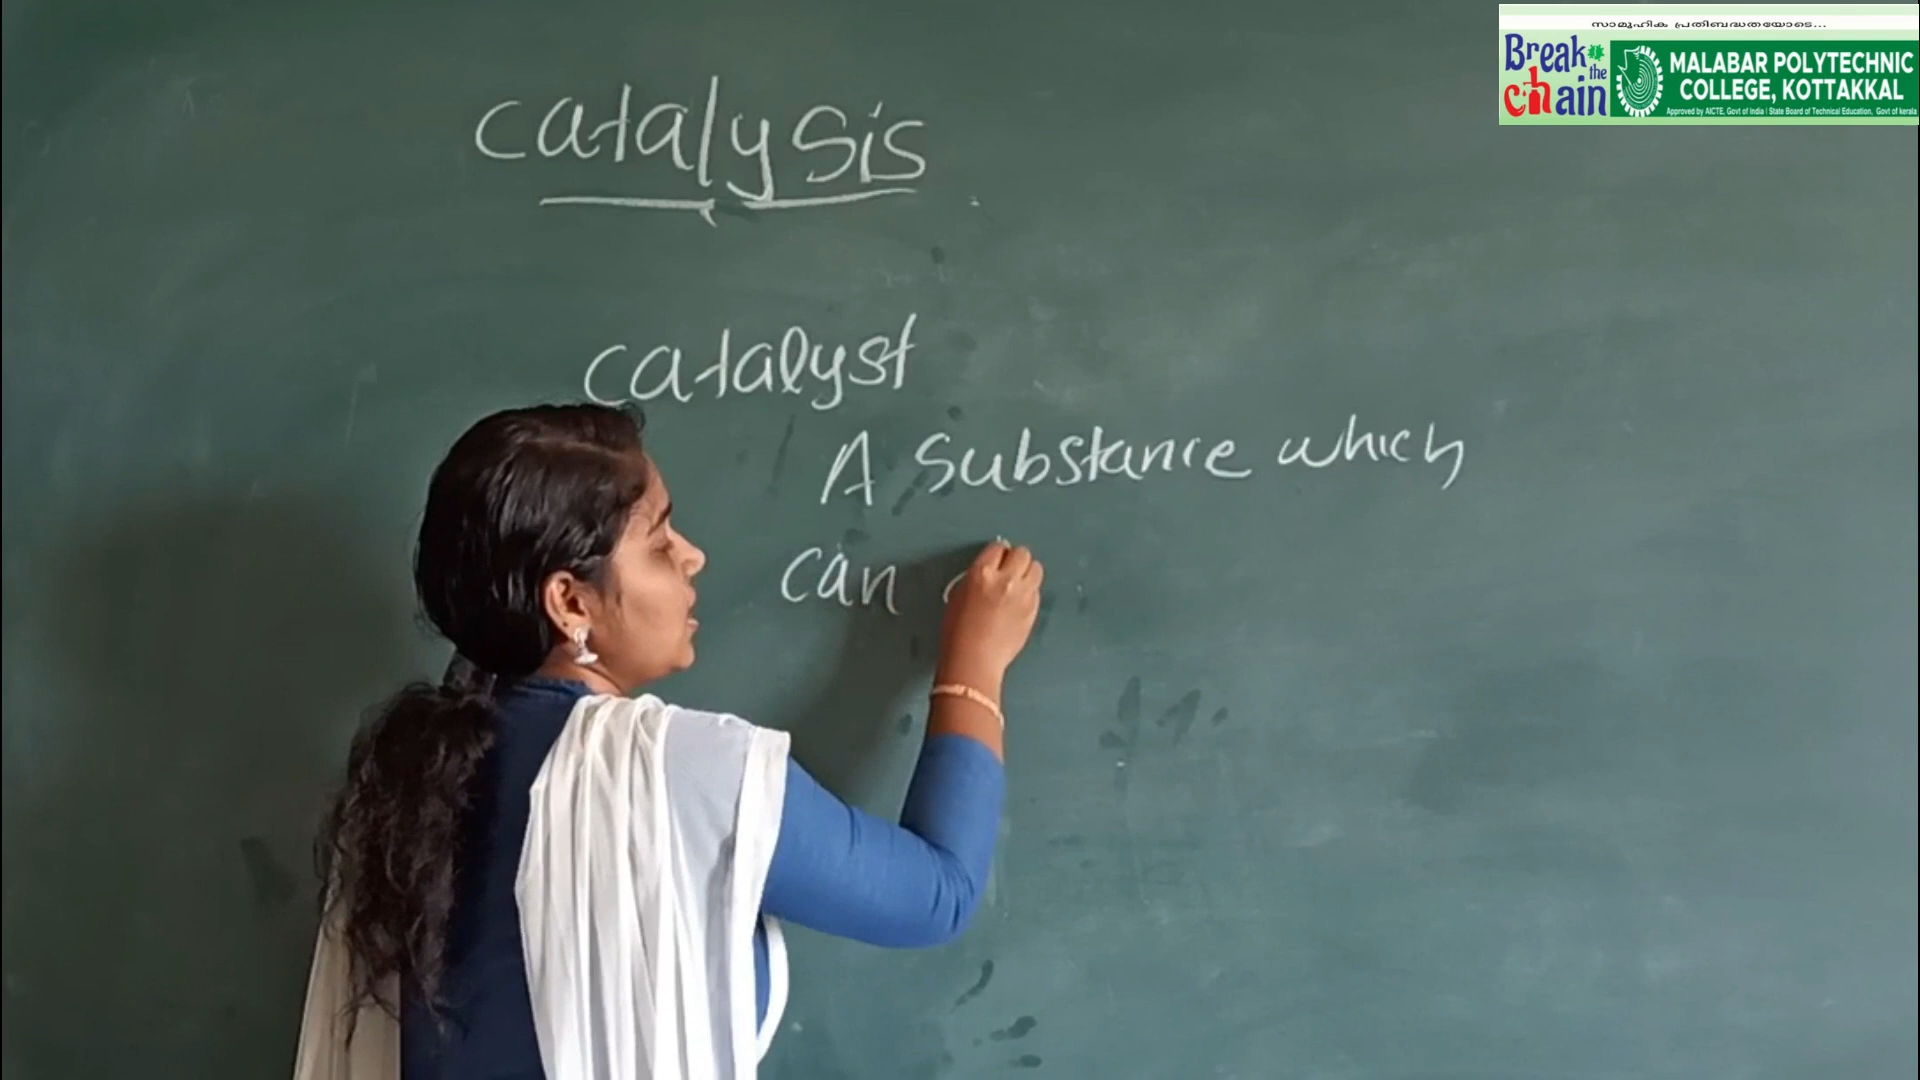 സാമൂഹിക പ്രതിബദ്ധതയോടെ...
Break the chain
MALABAR POLYTECHNIC
COLLEGE, KOTTAKKAL
Approved by AICTE, Govt of India | State Board of Technical Education, Govt of kerala
catalysis
catalyst
A substance which
can